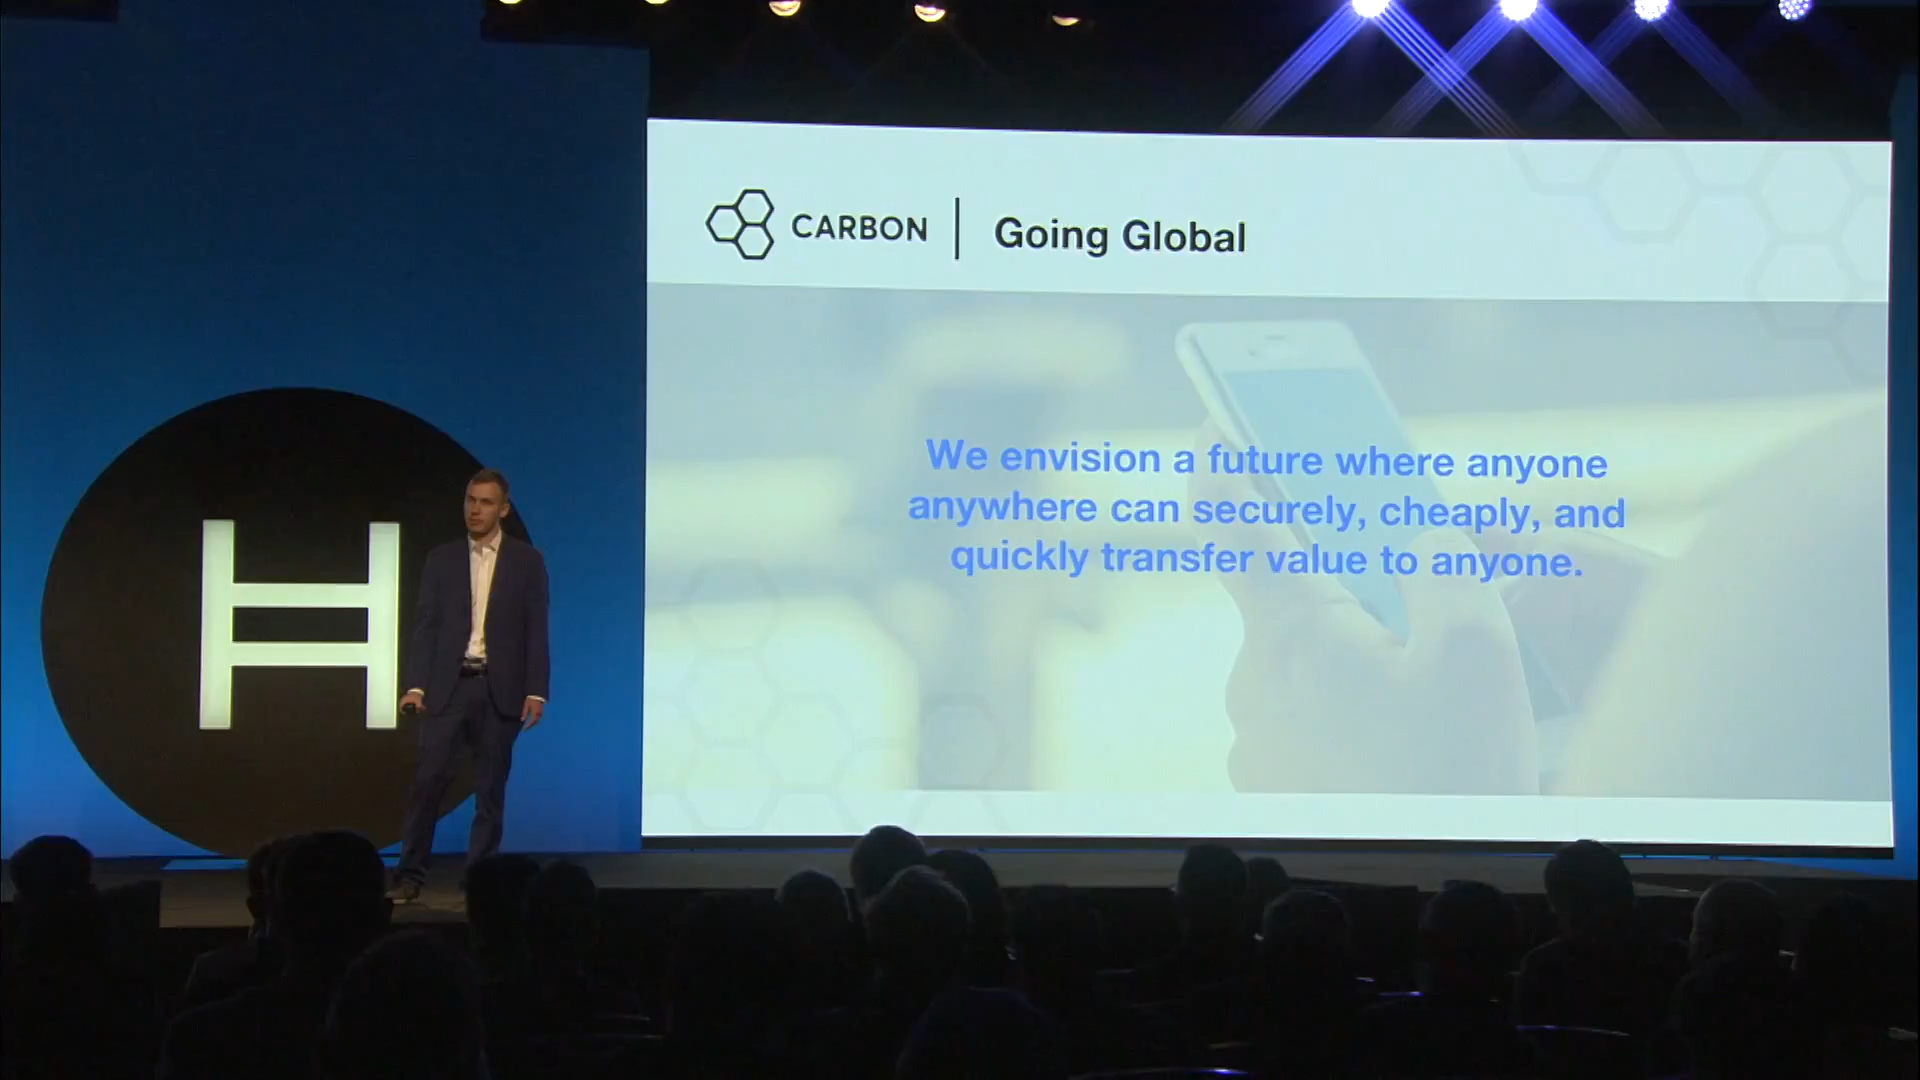 CARBON | Going Global
We envision a future where anyone
anywhere can securely, cheaply, and
quickly transfer value to anyone.
H